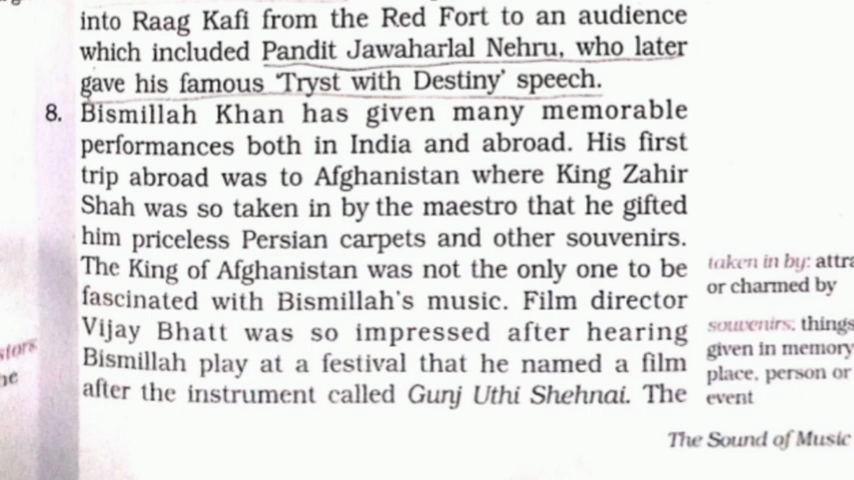 into Raag Kafi from the Red Fort to an audience
which included Pandit Jawaharlal Nehru, who later
gave his famous 'Tryst with Destiny' speech.
8. Bismillah Khan has given many memorable
performances both in India and abroad. His first
trip abroad was to Afghanistan where King Zahir
Shah was so taken in by the maestro that he gifted
him priceless Persian carpets and other souvenirs.
The King of Afghanistan was not the only one to be
fascinated with Bismillah's music. Film director
Vijay Bhatt was so impressed after hearing
Bismillah play at a festival that he named a film
after the instrument called Gunj Uthi Shehnai. The
taken in by: attra
or charmed by
souvenirs: things
given in memory
place, person or
event
The Sound of Music